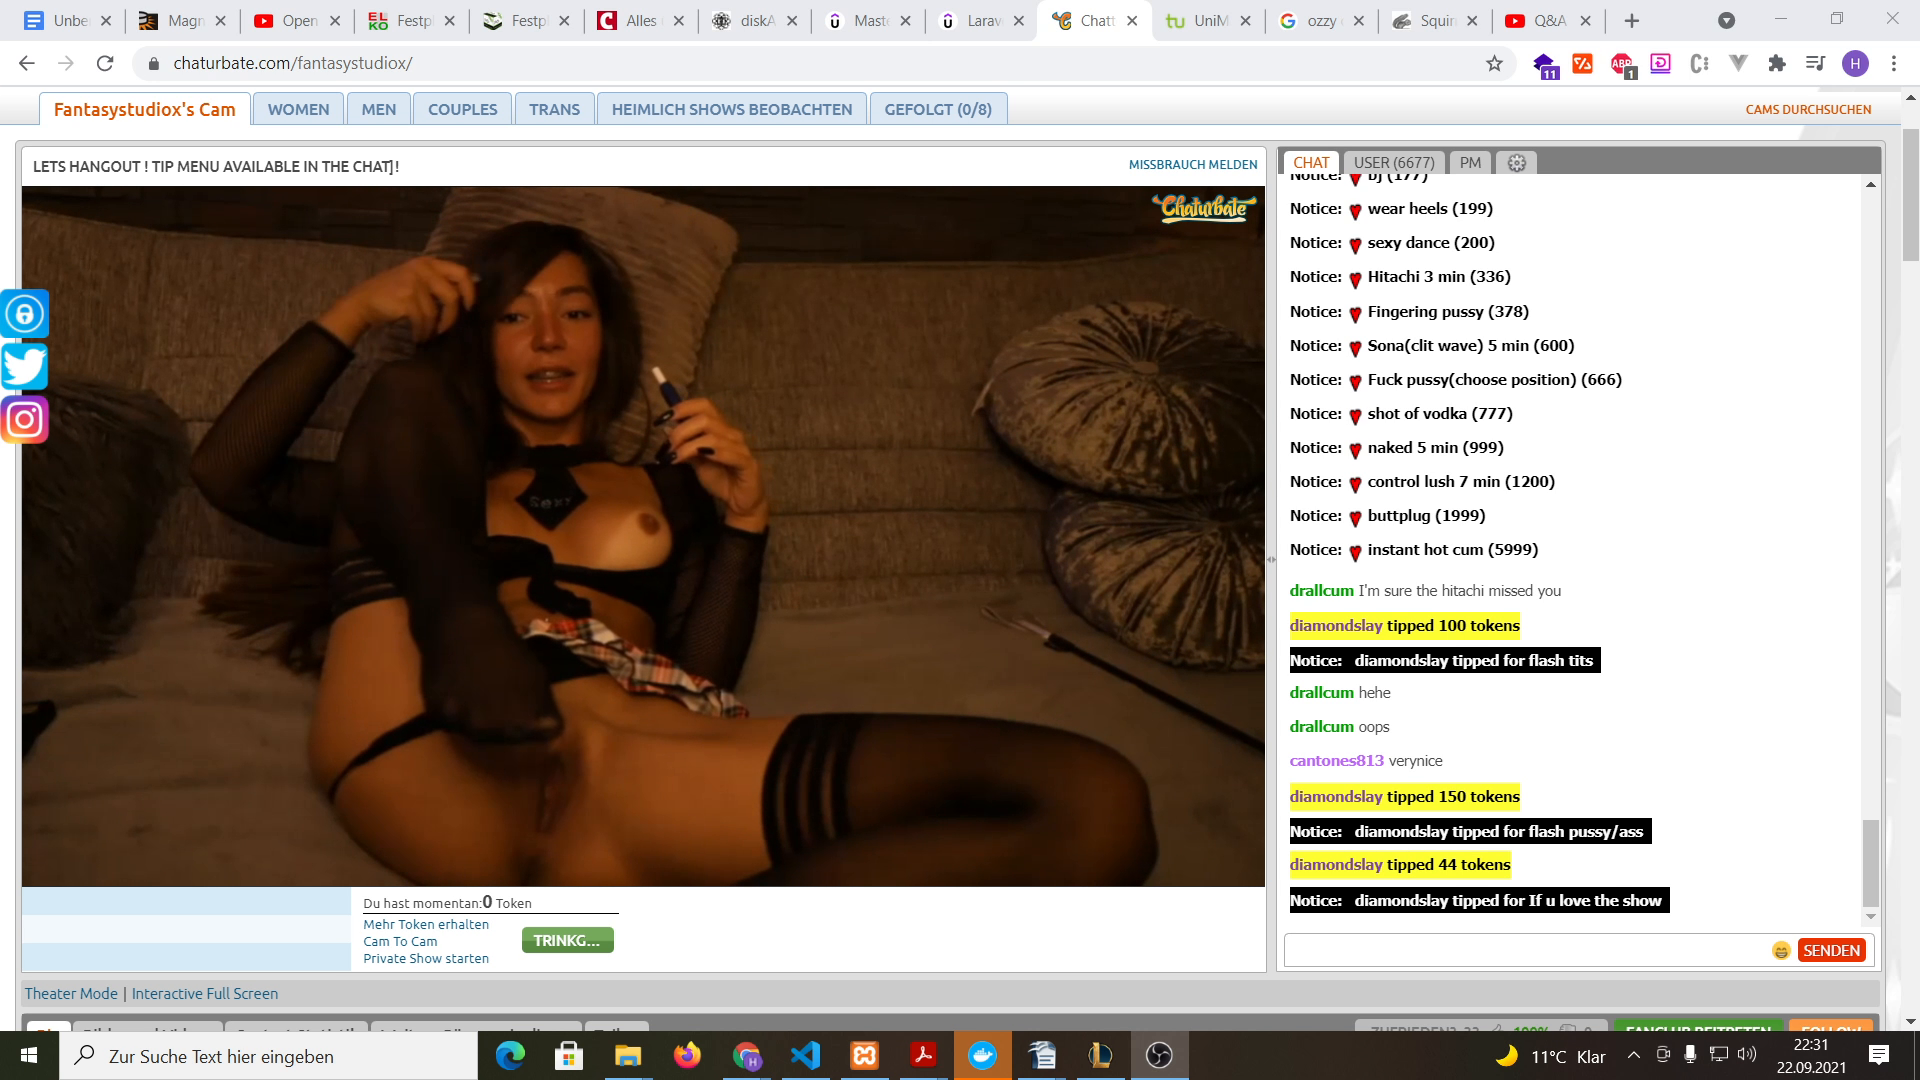 Unbe
Magn
Open
Festpl
Festpl
Alles
diskA
Maste
Larav
Chatt
UniM
ozzy
Squir
Q&A
chaturbate.com/fantasystudiox/
11
ABP
1
H
Fantasystudiox's Cam
WOMEN
MEN
COUPLES
TRANS
HEIMLICH SHOWS BEOBACHTEN
GEFOLGT (0/8)
CAMS DURCHSUCHEN
LETS HANGOUT ! TIP MENU AVAILABLE IN THE CHAT]!
MISSBRAUCH MELDEN
Chaturbate
Sexy
CHAT
USER (6677)
PM
Notice: bj (177)
Notice: wear heels (199)
Notice: sexy dance (200)
Notice: Hitachi 3 min (336)
Notice: Fingering pussy (378)
Notice: Sona(clit wave) 5 min (600)
Notice: Fuck pussy(choose position) (666)
Notice: shot of vodka (777)
Notice: naked 5 min (999)
Notice: control lush 7 min (1200)
Notice: buttplug (1999)
Notice: instant hot cum (5999)
drallcum I'm sure the hitachi missed you
diamondslay tipped 100 tokens
Notice: diamondslay tipped for flash tits
drallcum hehe
drallcum oops
cantones813 verynice
diamondslay tipped 150 tokens
Notice: diamondslay tipped for flash pussy/ass
diamondslay tipped 44 tokens
Notice: diamondslay tipped for If u love the show
SENDEN
Du hast momentan:0 Token
Mehr Token erhalten
Cam To Cam
Private Show starten
TRINKG...
Theater Mode | Interactive Full Screen
100%
FANCLUB BEITRETEN
Zur Suche Text hier eingeben
11°C Klar
22:31
22.09.2021